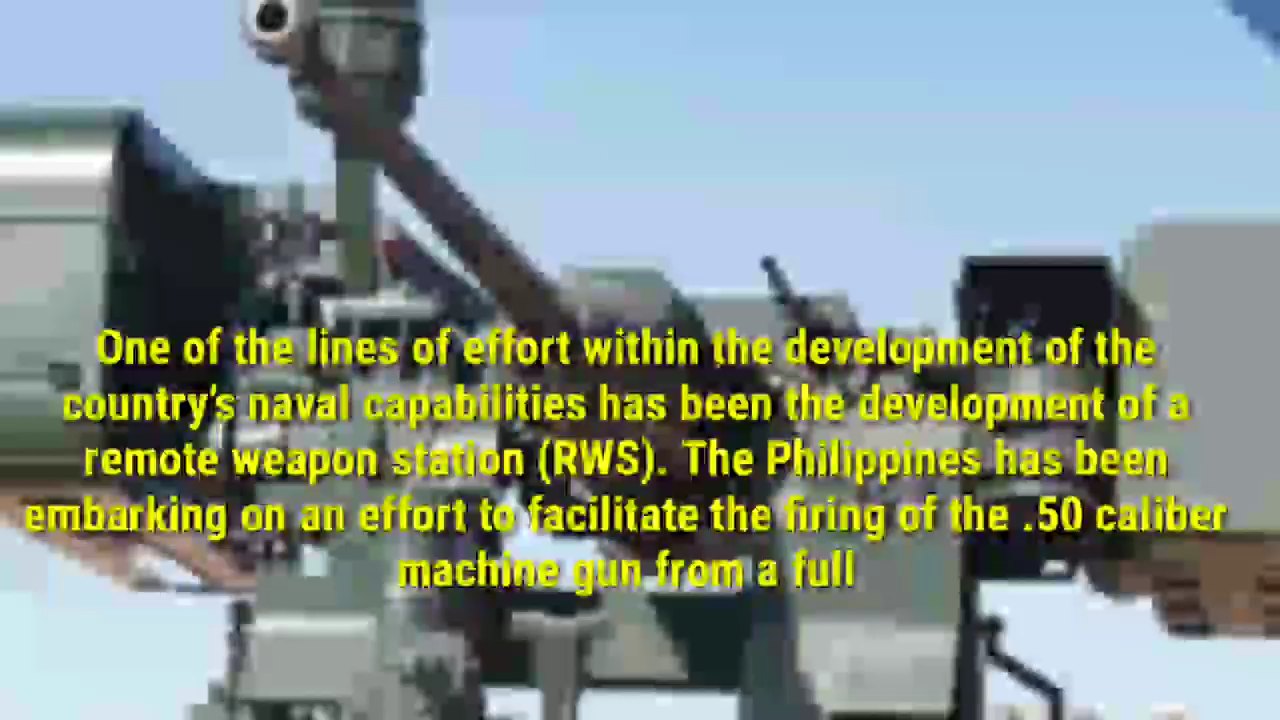 One of the lines of effort within the development of the
country's naval capabilities has been the development of a
remote weapon station (RWS). The Philippines has been
embarking on an effort to facilitate the firing of the .50 caliber
machine gun from a full